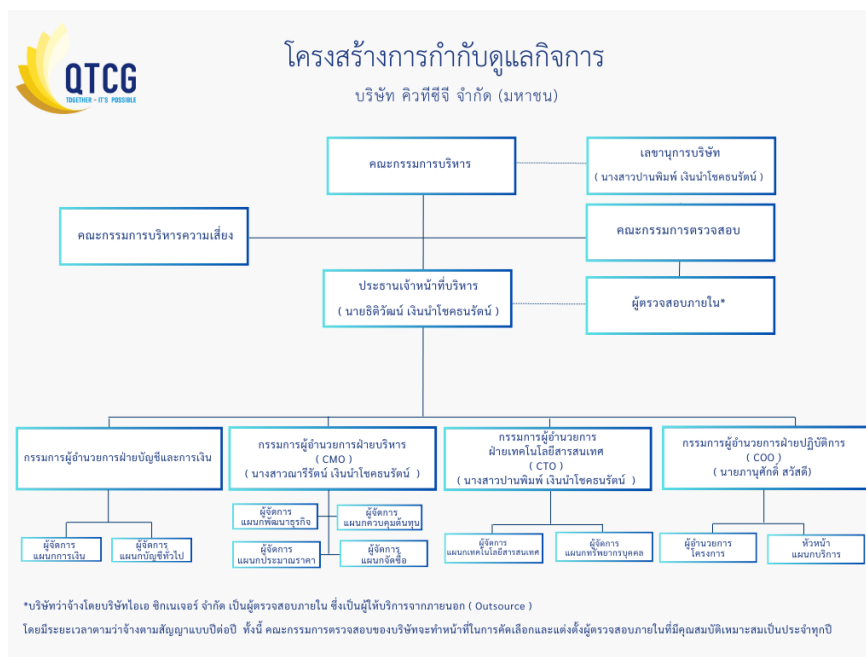 QTCG
TOGETHER - IT'S POSSIBLE
โครงสร้างการกำกับดูแลกิจการ
บริษัท คิวทีซีจี จำกัด (มหาชน)
คณะกรรมการบริหาร
เลขานุการบริษัท
( นางสาวปานพิมพ์ เงินนำโชคธนรัตน์ )
คณะกรรมการบริหารความเสี่ยง
คณะกรรมการตรวจสอบ
ประธานเจ้าหน้าที่บริหาร
( นายธิติวัฒน์ เงินนำโชคธนรัตน์ )
ผู้ตรวจสอบภายใน*
กรรมการผู้อำนวยการฝ่ายบัญชีและการเงิน
กรรมการผู้อำนวยการฝ่ายบริหาร
( CMO )
( นางสาวณารีรัตน์ เงินนำโชคธนรัตน์ )
กรรมการผู้อำนวยการ
ฝ่ายเทคโนโลยีสารสนเทศ
( CTO )
( นางสาวปานพิมพ์ เงินนำโชคธนรัตน์ )
กรรมการผู้อำนวยการฝ่ายปฏิบัติการ
( COO )
( นายภานุศักดิ์ สวัสดี)
ผู้จัดการ
แผนกการเงิน
ผู้จัดการ
แผนกบัญชีทั่วไป
ผู้จัดการ
แผนกพัฒนาธุรกิจ
ผู้จัดการ
แผนกควบคุมต้นทุน
ผู้จัดการ
แผนกประมาณราคา
ผู้จัดการ
แผนกจัดซื้อ
ผู้จัดการ
แผนกเทคโนโลยีสารสนเทศ
ผู้จัดการ
แผนกทรัพยากรบุคคล
ผู้อำนวยการ
โครงการ
หัวหน้า
แผนกบริการ
*บริษัทว่าจ้างโดยบริษัทไอเอ ซิกเนเจอร์ จำกัด เป็นผู้ตรวจสอบภายใน ซึ่งเป็นผู้ให้บริการจากภายนอก ( Outsource )
โดยมีระยะเวลาตามว่าจ้างตามสัญญาแบบปีต่อปี ทั้งนี้ คณะกรรมการตรวจสอบของบริษัทจะทำหน้าที่ในการคัดเลือกและแต่งตั้งผู้ตรวจสอบภายในที่มีคุณสมบัติเหมาะสมเป็นประจำทุกปี